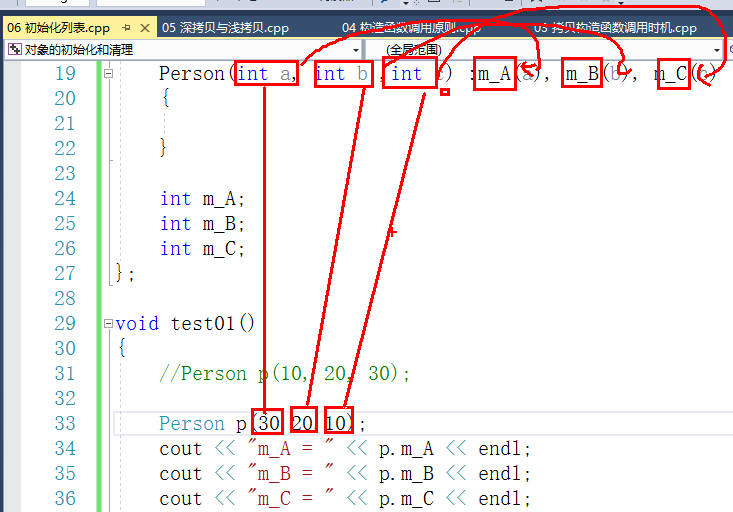 06 初始化列表.cpp 05 深拷贝与浅拷贝.cpp 04 构造函数调用原则.cpp 03 拷贝构造函数调用时机.cpp
对象的初始化和清理 (全局范围)
19 Person(int a, int b ,int c) :m_A(a), m_B(b), m_C(c)
20 {
21
22 }
23
24 int m_A;
25 int m_B;
26 int m_C;
27 };
28
29 void test01()
30 {
31 //Person p(10, 20, 30);
32
33 Person p(30, 20, 10);
34 cout << "m_A = " << p.m_A << endl;
35 cout << "m_B = " << p.m_B << endl;
36 cout << "m_C = " << p.m_C << endl;